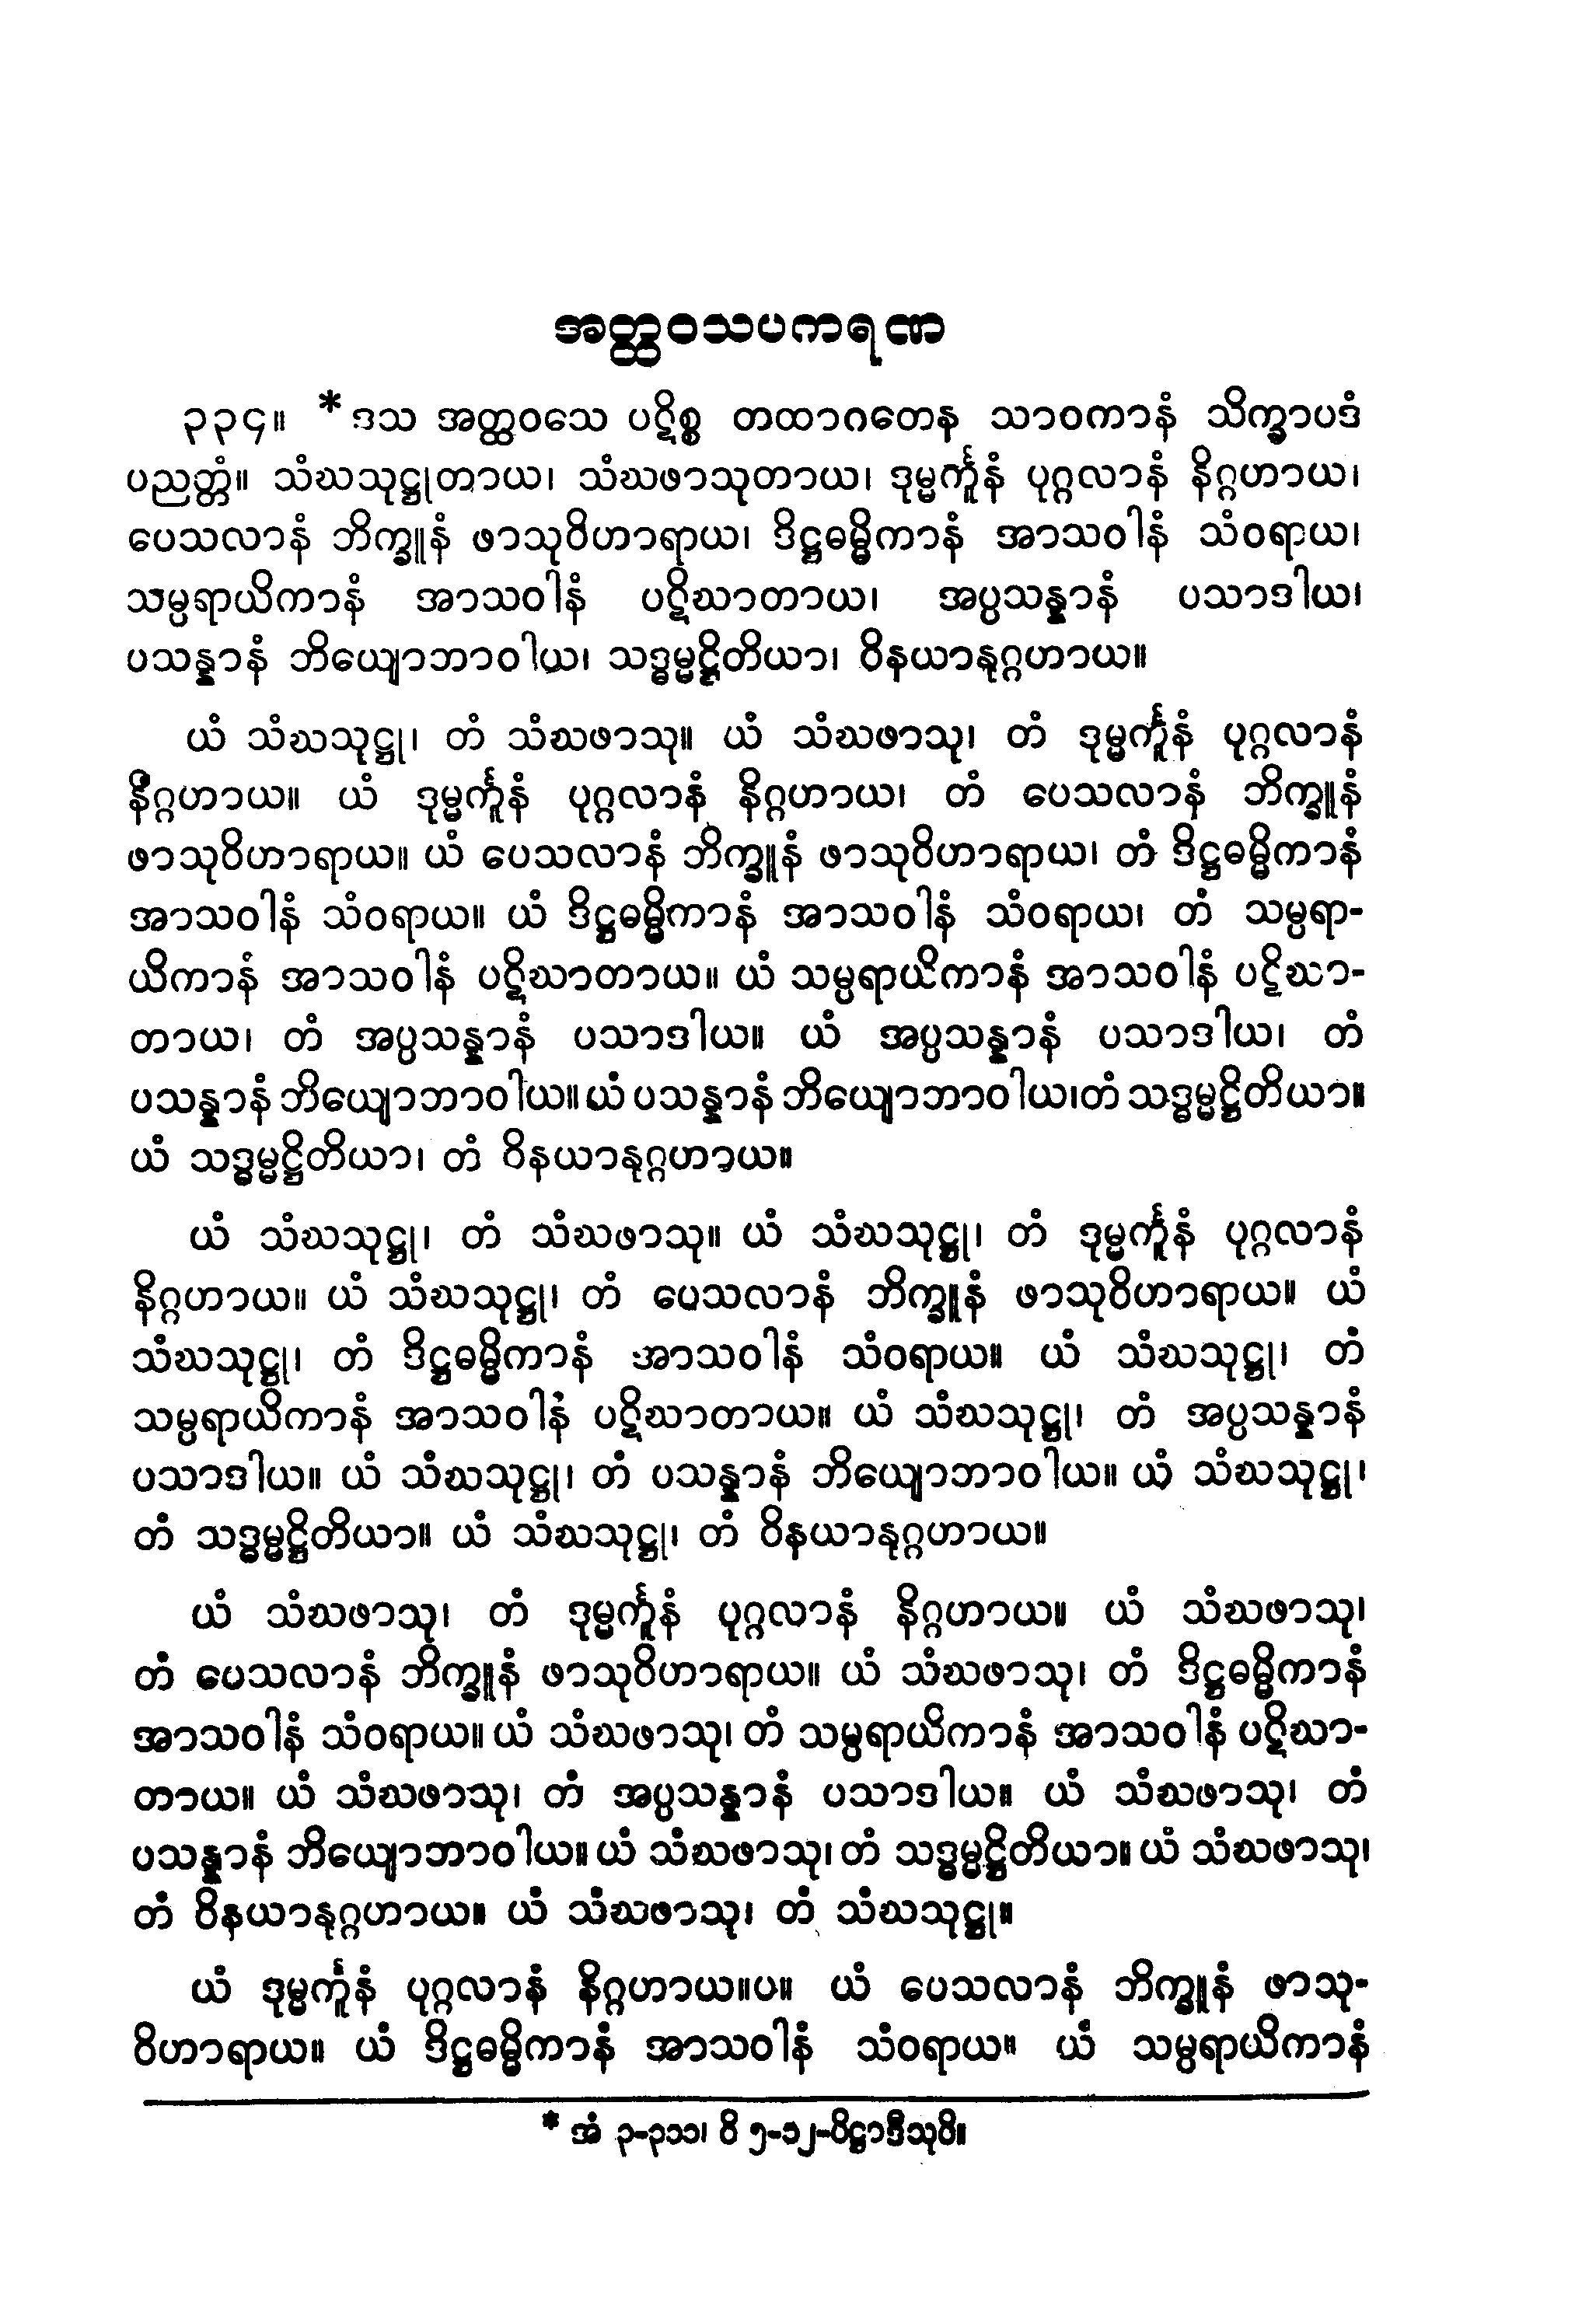 အတ္ထဝသပကရဏ
၃၃၄။ * ဒသ အတ္ထဝသေ ပဋိစ္စ တထာဂတေန သာဝကာနံ သိက္ခာပဒံ
ပညတ္တံ။ သံဃသုဋ္ဌုတာယ၊ သံဃဖာသုတာယ၊ ဒုမ္မင်္ကူနံ ပုဂ္ဂလာနံ နိဂ္ဂဟာယ၊
ပေသလာနံ ဘိက္ခူနံ ဖာသုဝိဟာရာယ၊ ဒိဋ္ဌဓမ္မိကာနံ အာသဝါနံ သံဝရာယ၊
သမ္ပရာယိကာနံ အာသဝါနံ ပဋိဃာတာယ၊ အပ္ပသန္နာနံ ပသာဒါယ၊
ပသန္နာနံ ဘိယျောဘာဝါယ၊ သဒ္ဓမ္မဋ္ဌိတိယာ၊ ဝိနယာနုဂ္ဂဟာယ။
ယံ သံဃသုဋ္ဌု၊ တံ သံဃဖာသု။ ယံ သံဃဖာသု၊ တံ ဒုမ္မင်္ကူနံ ပုဂ္ဂလာနံ
နိဂ္ဂဟာယ။ ယံ ဒုမ္မင်္ကူနံ ပုဂ္ဂလာနံ နိဂ္ဂဟာယ၊ တံ ပေသလာနံ ဘိက္ခူနံ
ဖာသုဝိဟာရာယ။ ယံ ပေသလာနံ ဘိက္ခူနံ ဖာသုဝိဟာရာယ၊ တံ ဒိဋ္ဌဓမ္မိကာနံ
အာသဝါနံ သံဝရာယ။ ယံ ဒိဋ္ဌဓမ္မိကာနံ အာသဝါနံ သံဝရာယ၊ တံ သမ္ပရာ-
ယိကာနံ အာသဝါနံ ပဋိဃာတာယ။ ယံ သမ္ပရာယိကာနံ အာသဝါနံ ပဋိဃာ-
တာယ၊ တံ အပ္ပသန္နာနံ ပသာဒါယ။ ယံ အပ္ပသန္နာနံ ပသာဒါယ၊ တံ
ပသန္နာနံ ဘိယျောဘာဝါယ။ ယံ ပသန္နာနံ ဘိယျောဘာဝါယ၊တံ သဒ္ဓမ္မဋ္ဌိတိယာ။
ယံ သဒ္ဓမ္မဋ္ဌိတိယာ၊ တံ ဝိနယာနုဂ္ဂဟာယ။
ယံ သံဃသုဋ္ဌု၊ တံ သံဃဖာသု။ ယံ သံဃသုဋ္ဌု၊ တံ ဒုမ္မင်္ကူနံ ပုဂ္ဂလာနံ
နိဂ္ဂဟာယ။ ယံ သံဃသုဋ္ဌု၊ တံ ပေသလာနံ ဘိက္ခူနံ ဖာသုဝိဟာရာယ။ ယံ
သံဃသုဋ္ဌု၊ တံ ဒိဋ္ဌဓမ္မိကာနံ အာသဝါနံ သံဝရာယ။ ယံ သံဃသုဋ္ဌု၊ တံ
သမ္ပရာယိကာနံ အာသဝါနံ ပဋိဃာတာယ။ ယံ သံဃသုဋ္ဌု၊ တံ အပ္ပသန္နာနံ
ပသာဒါယ။ ယံ သံဃသုဋ္ဌု၊ တံ ပသန္နာနံ ဘိယျောဘာဝါယ။ ယံ သံဃသုဋ္ဌု၊
တံ သဒ္ဓမ္မဋ္ဌိတိယာ။ ယံ သံဃသုဋ္ဌု၊ တံ ဝိနယာနုဂ္ဂဟာယ။
ယံ သံဃဖာသု၊ တံ ဒုမ္မင်္ကူနံ ပုဂ္ဂလာနံ နိဂ္ဂဟာယ။ ယံ သံဃဖာသု၊
တံ ပေသလာနံ ဘိက္ခူနံ ဖာသုဝိဟာရာယ။ ယံ သံဃဖာသု၊ တံ ဒိဋ္ဌဓမ္မိကာနံ
အာသဝါနံ သံဝရာယ။ ယံ သံဃဖာသု၊ တံ သမ္ပရာယိကာနံ အာသဝါနံ ပဋိဃာ-
တာယ။ ယံ သံဃဖာသု၊ တံ အပ္ပသန္နာနံ ပသာဒါယ။ ယံ သံဃဖာသု၊ တံ
ပသန္နာနံ ဘိယျောဘာဝါယ။ ယံ သံဃဖာသု၊ တံ သဒ္ဓမ္မဋ္ဌိတိယာ။ ယံ သံဃဖာသု၊
တံ ဝိနယာနုဂ္ဂဟာယ။ ယံ သံဃဖာသု၊ တံ သံဃသုဋ္ဌု။
ယံ ဒုမ္မင်္ကူနံ ပုဂ္ဂလာနံ နိဂ္ဂဟာယ။ပ။ ယံ ပေသလာနံ ဘိက္ခူနံ ဖာသု-
ဝိဟာရာယ။ ယံ ဒိဋ္ဌဓမ္မိကာနံ အာသဝါနံ သံဝရာယ။ ယံ သမ္ပရာယိကာနံ
* အံ ၃-၃၁၁၊ ဝိ ၅-၁၂-ပိဋ္ဌာဒီသုပိ။